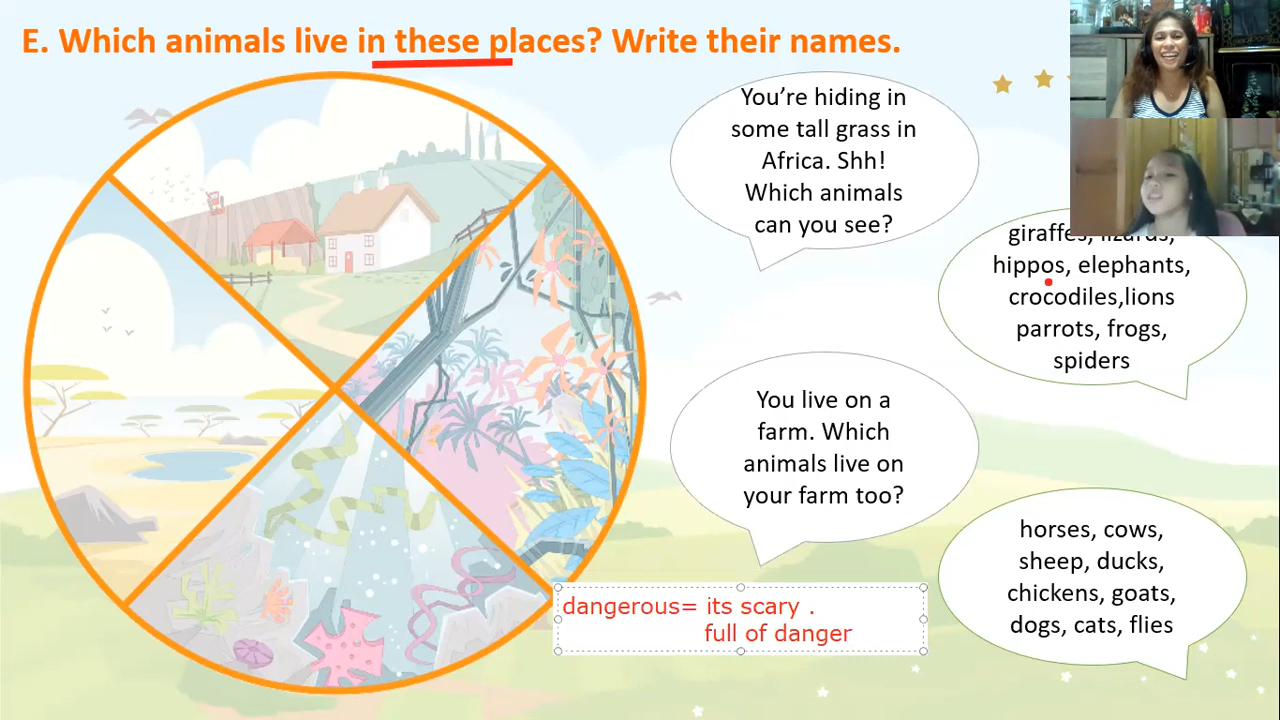 E. Which animals live in these places? Write their names.
You're hiding in
some tall grass in
Africa. Shh!
Which animals
can you see?
giraffes, lizards,
hippos, elephants,
crocodiles,lions
parrots, frogs,
spiders
You live on a
farm. Which
animals live on
your farm too?
horses, cows,
sheep, ducks,
chickens, goats,
dogs, cats, flies
dangerous= its scary .
full of danger